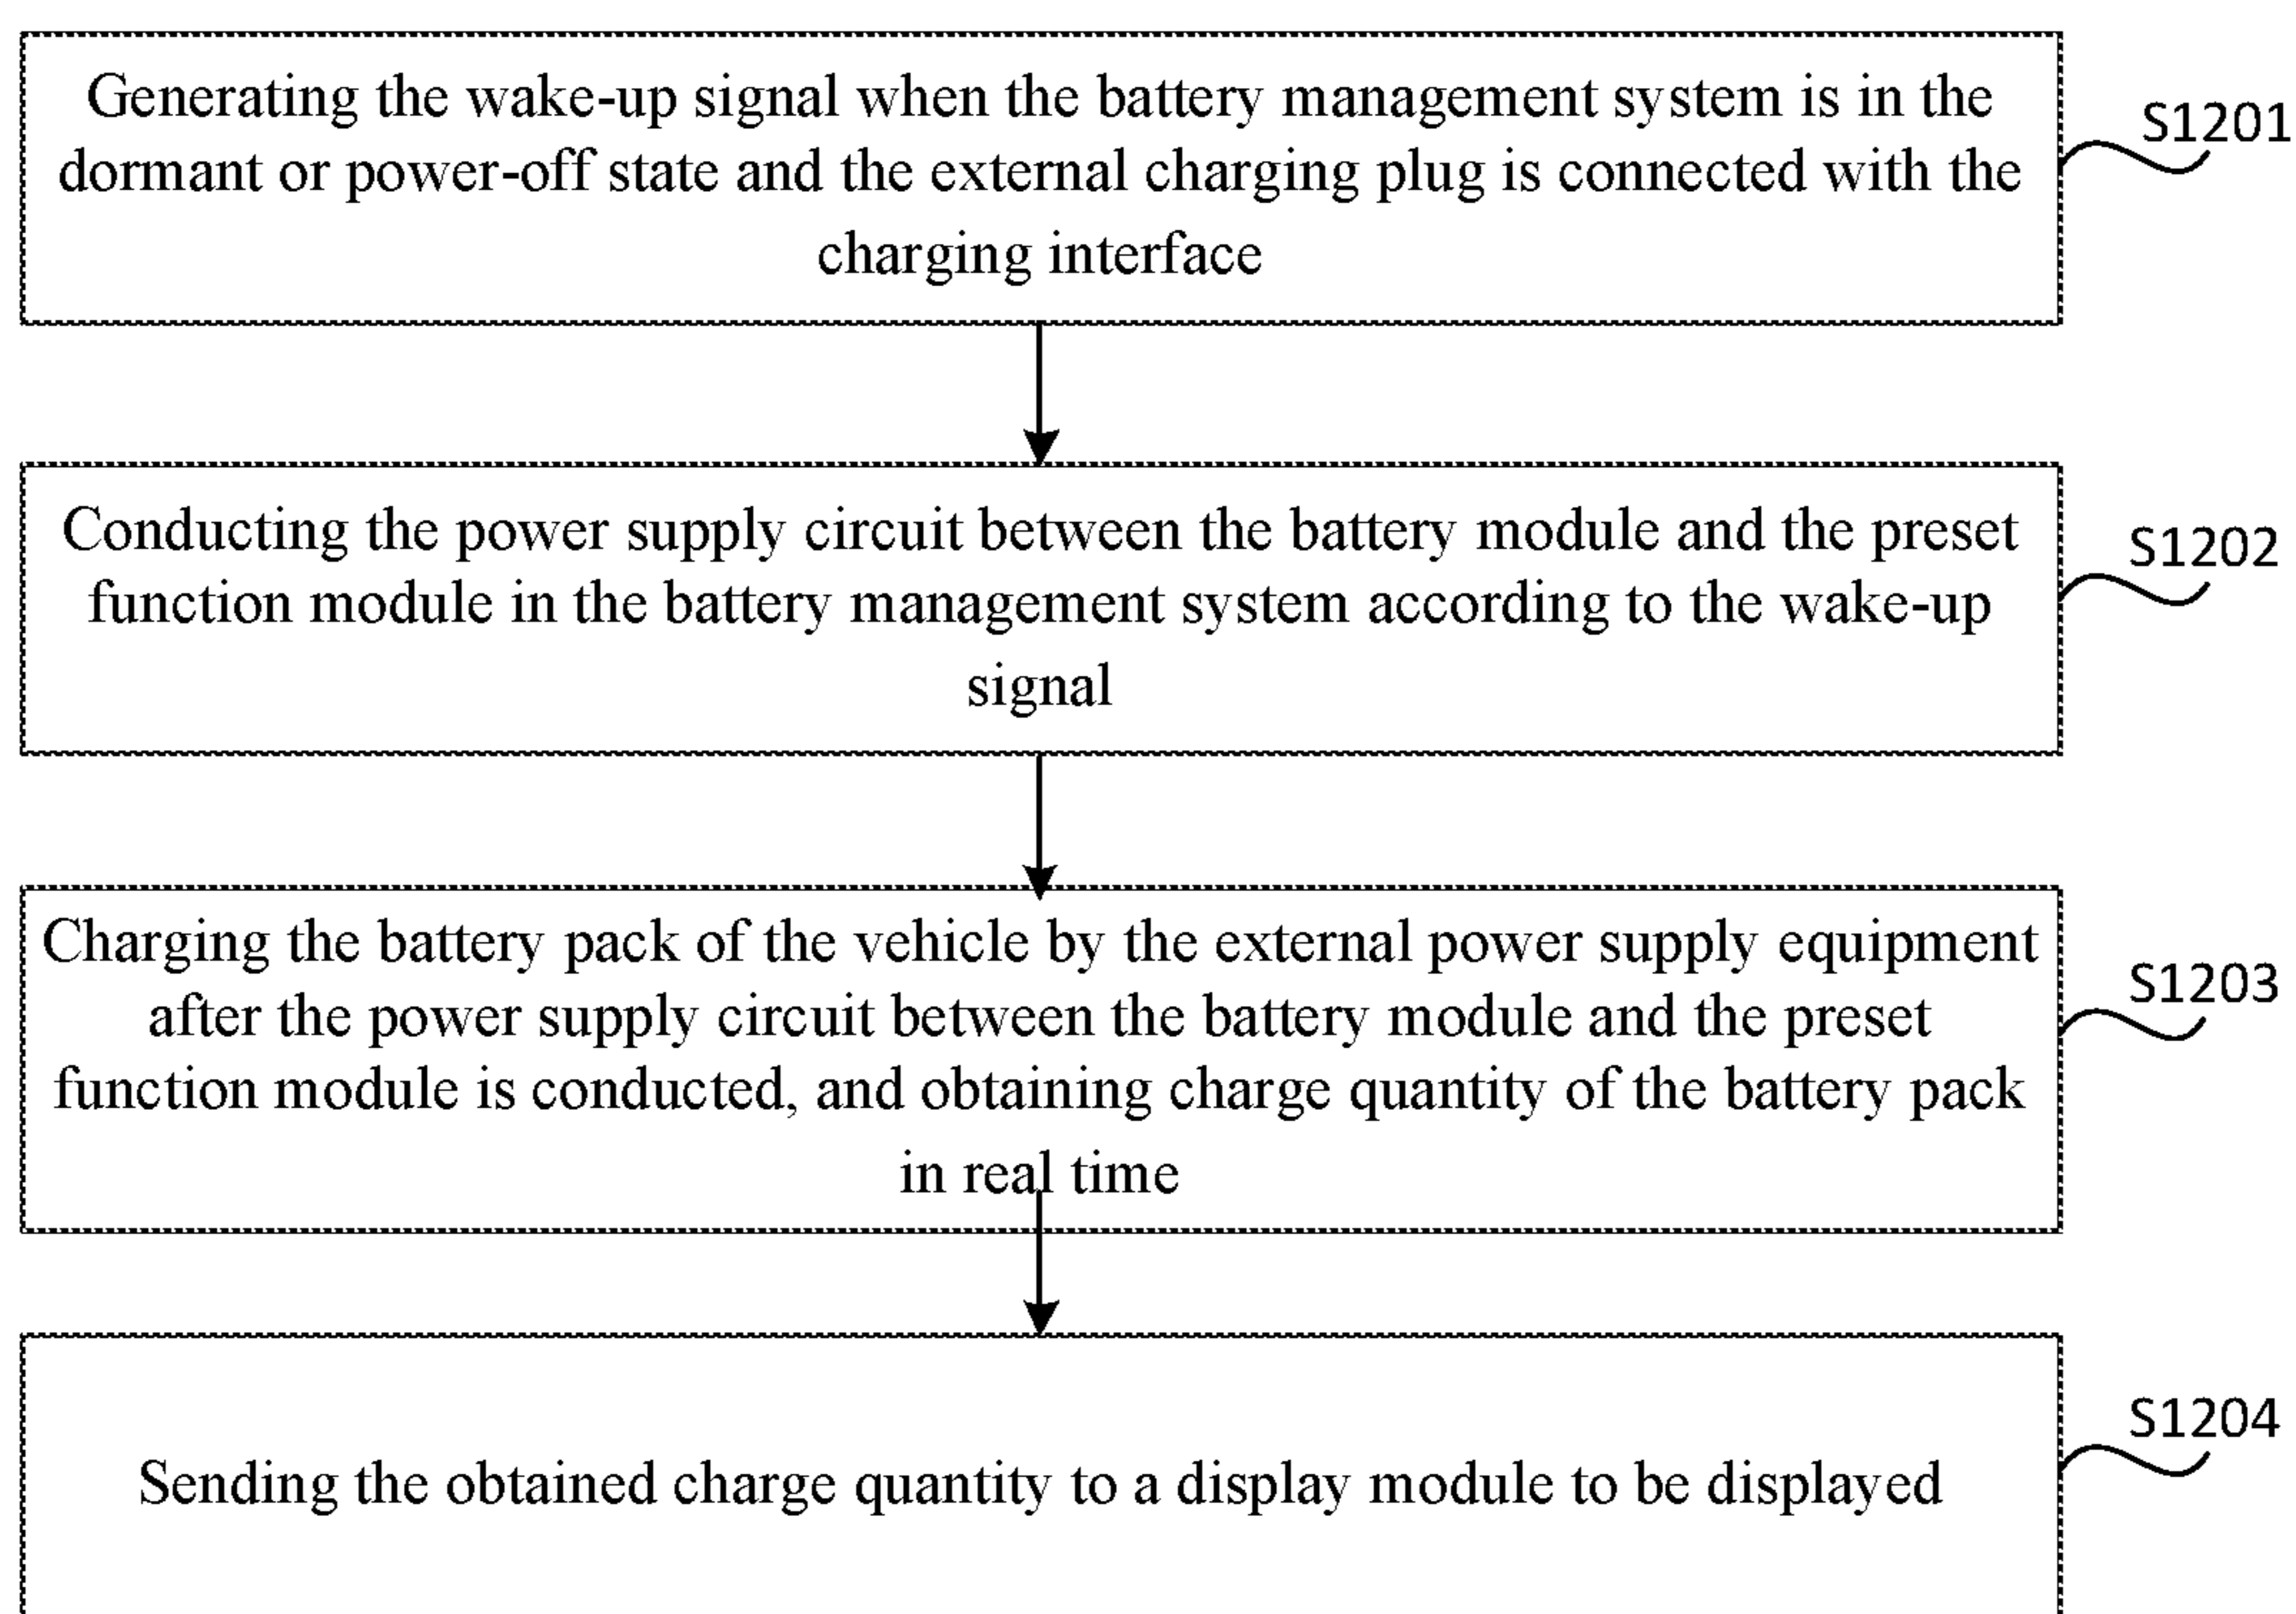 Generating the wake-up signal when the battery management system is in the
dormant or power-off state and the external charging plug is connected with the
charging interface
S1201
Conducting the power supply circuit between the battery module and the preset
function module in the battery management system according to the wake-up
signal
S1202
Charging the battery pack of the vehicle by the external power supply equipment
after the power supply circuit between the battery module and the preset
function module is conducted, and obtaining charge quantity of the battery pack
in real time
S1203
Sending the obtained charge quantity to a display module to be displayed
S1204